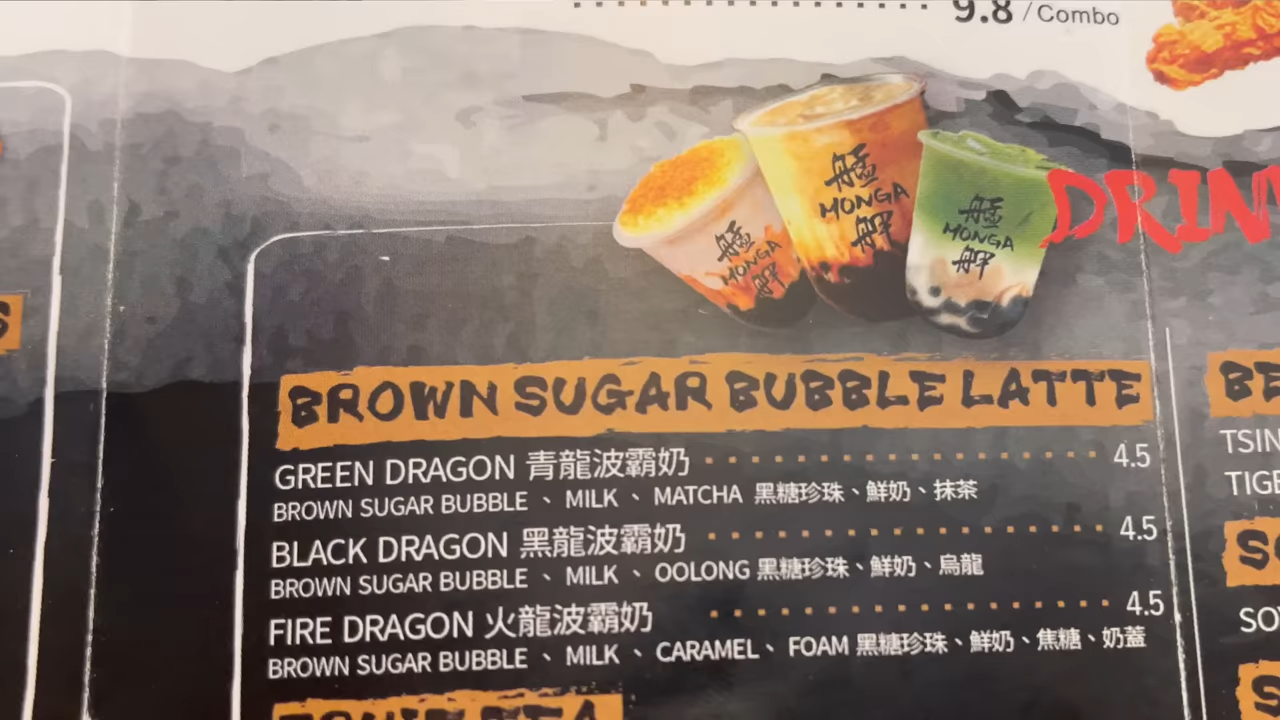 9.8 / Combo
艋
MONGA
舺
艋
MONGA
舺
艋
MONGA
舺
BROWN SUGAR BUBBLE LATTE
GREEN DRAGON 青龍波霸奶 4.5
BROWN SUGAR BUBBLE 、 MILK 、 MATCHA 黑糖珍珠、鮮奶、抹茶
BLACK DRAGON 黑龍波霸奶 4.5
BROWN SUGAR BUBBLE 、 MILK 、 OOLONG 黑糖珍珠、鮮奶、烏龍
FIRE DRAGON 火龍波霸奶 4.5
BROWN SUGAR BUBBLE 、 MILK 、 CARAMEL、 FOAM 黑糖珍珠、鮮奶、焦糖、奶蓋